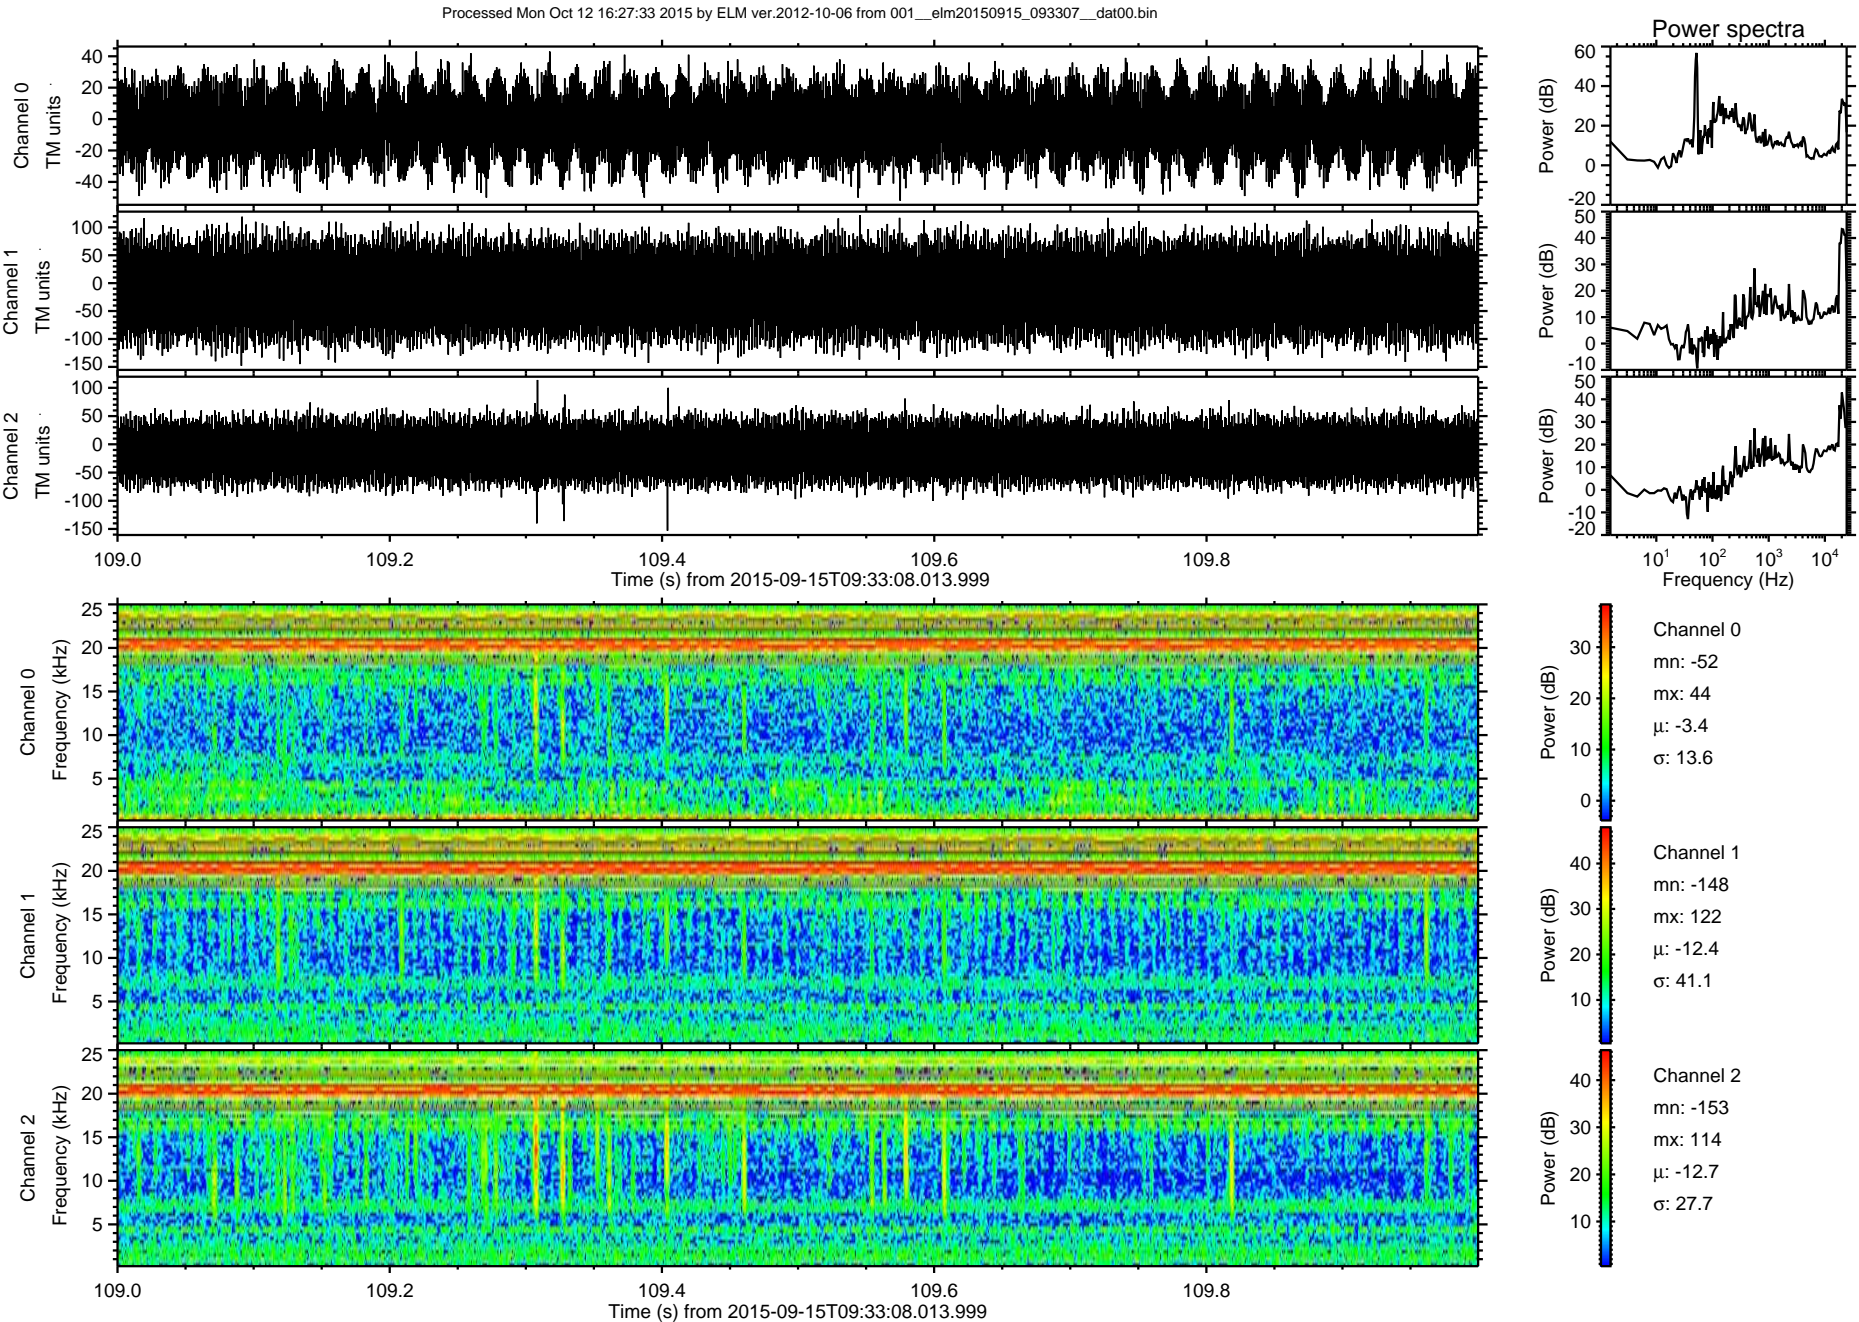 Processed Mon Oct 12 16:27:33 2015 by ELM ver.2012-10-06 from 001__elm20150915_093307__dat00.bin
Power spectra
Channel 0
TM units
40
20
0
-20
-40
Power (dB)
60
40
20
0
-20
Channel 1
TM units
100
50
0
-50
-100
-150
Power (dB)
50
40
30
20
10
0
-10
Channel 2
TM units
100
50
0
-50
-100
-150
Power (dB)
50
40
30
20
10
0
-10
-20
109.0 109.2 109.4 109.6 109.8
Time (s) from 2015-09-15T09:33:08.013.999
10^1 10^2 10^3 10^4
Frequency (Hz)
Channel 0
Frequency (kHz)
25
20
15
10
5
Power (dB)
30
20
10
0
Channel 0
mn: -52
mx: 44
μ: -3.4
σ: 13.6
Channel 1
Frequency (kHz)
25
20
15
10
5
Power (dB)
40
30
20
10
Channel 1
mn: -148
mx: 122
μ: -12.4
σ: 41.1
Channel 2
Frequency (kHz)
25
20
15
10
5
Power (dB)
40
30
20
10
Channel 2
mn: -153
mx: 114
μ: -12.7
σ: 27.7
109.0 109.2 109.4 109.6 109.8
Time (s) from 2015-09-15T09:33:08.013.999